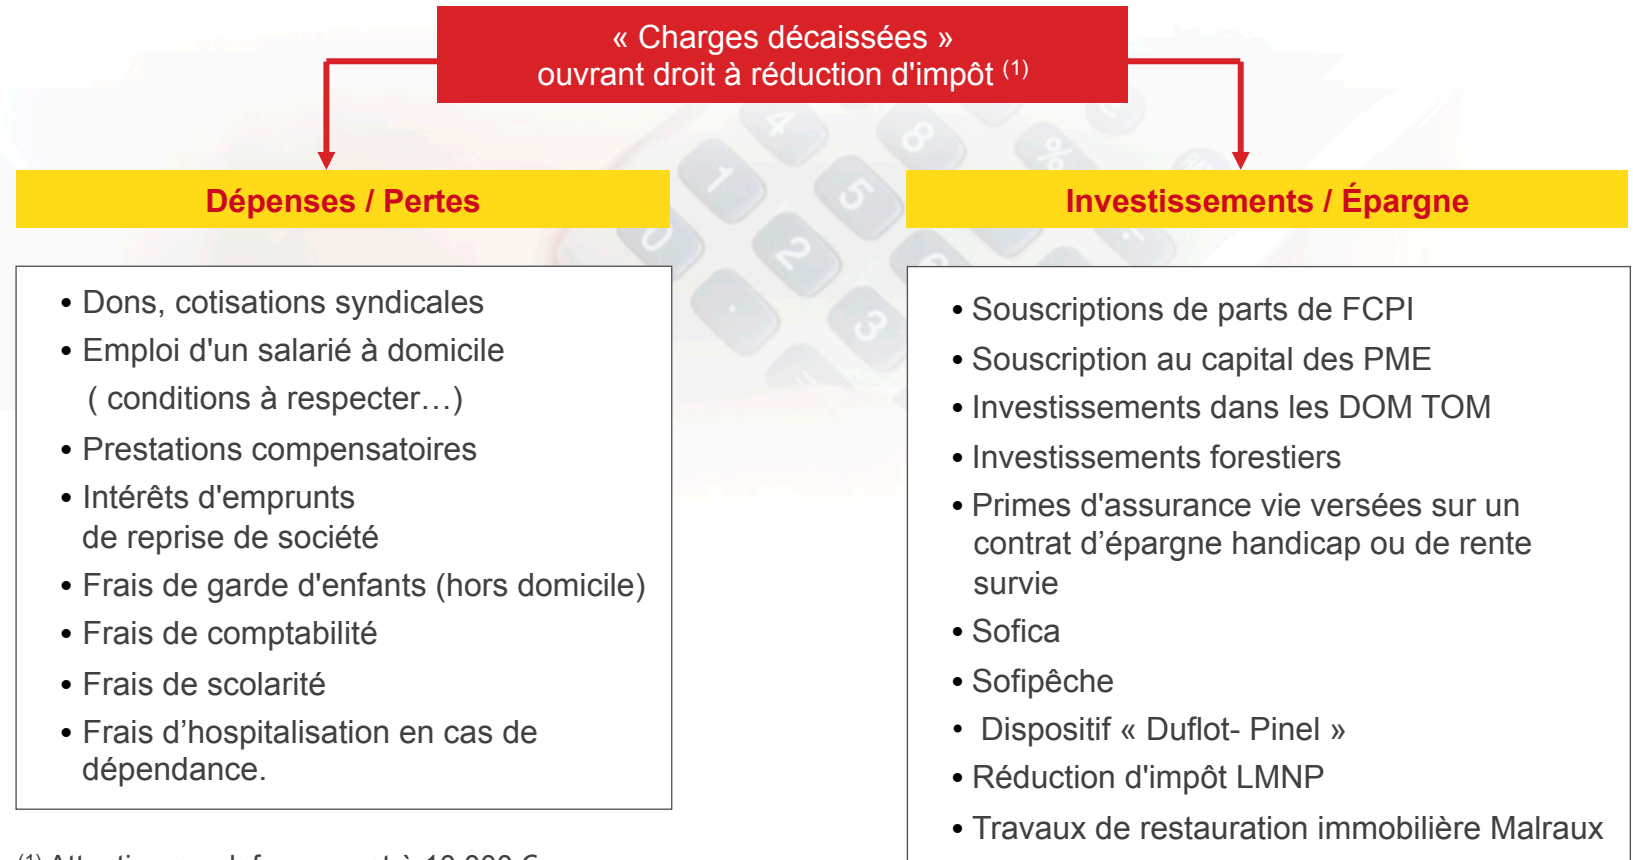 « Charges décaissées »
ouvrant droit à réduction d'impôt (1)
Dépenses / Pertes
• Dons, cotisations syndicales
• Emploi d'un salarié à domicile
( conditions à respecter…)
• Prestations compensatoires
• Intérêts d'emprunts
de reprise de société
• Frais de garde d'enfants (hors domicile)
• Frais de comptabilité
• Frais de scolarité
• Frais d’hospitalisation en cas de
dépendance.
Investissements / Épargne
• Souscriptions de parts de FCPI
• Souscription au capital des PME
• Investissements dans les DOM TOM
• Investissements forestiers
• Primes d'assurance vie versées sur un
contrat d’épargne handicap ou de rente
survie
• Sofica
• Sofipêche
• Dispositif « Duflot- Pinel »
• Réduction d'impôt LMNP
• Travaux de restauration immobilière Malraux
(1) Attention